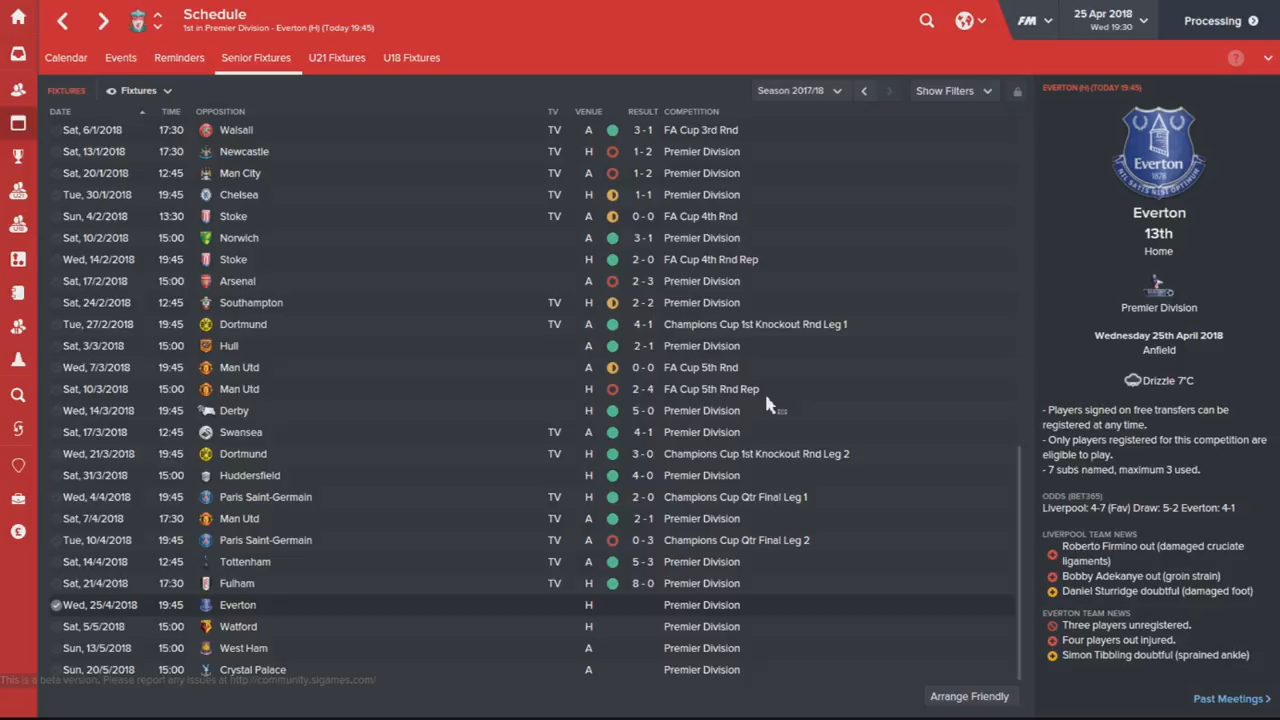 Schedule
1st in Premier Division - Everton (H) (Today 19:45)
FM
25 Apr 2018
Wed 19:30
Processing
Calendar Events Reminders Senior Fixtures U21 Fixtures U18 Fixtures
FIXTURES Fixtures Season 2017/18 Show Filters
DATE TIME OPPOSITION TV VENUE RESULT COMPETITION
Sat, 6/1/2018 17:30 Walsall TV A 3 - 1 FA Cup 3rd Rnd
Sat, 13/1/2018 17:30 Newcastle TV H 1 - 2 Premier Division
Sat, 20/1/2018 12:45 Man City TV A 1 - 2 Premier Division
Tue, 30/1/2018 19:45 Chelsea TV H 1 - 1 Premier Division
Sun, 4/2/2018 13:30 Stoke TV A 0 - 0 FA Cup 4th Rnd
Sat, 10/2/2018 15:00 Norwich A 3 - 1 Premier Division
Wed, 14/2/2018 19:45 Stoke H 2 - 0 FA Cup 4th Rnd Rep
Sat, 17/2/2018 15:00 Arsenal A 2 - 3 Premier Division
Sat, 24/2/2018 12:45 Southampton TV H 2 - 2 Premier Division
Tue, 27/2/2018 19:45 Dortmund TV A 4 - 1 Champions Cup 1st Knockout Rnd Leg 1
Sat, 3/3/2018 15:00 Hull A 2 - 1 Premier Division
Wed, 7/3/2018 19:45 Man Utd A 0 - 0 FA Cup 5th Rnd
Sat, 10/3/2018 15:00 Man Utd H 2 - 4 FA Cup 5th Rnd Rep
Wed, 14/3/2018 19:45 Derby H 5 - 0 Premier Division
Sat, 17/3/2018 12:45 Swansea TV A 4 - 1 Premier Division
Wed, 21/3/2018 19:45 Dortmund TV H 3 - 0 Champions Cup 1st Knockout Rnd Leg 2
Sat, 31/3/2018 15:00 Huddersfield H 4 - 0 Premier Division
Wed, 4/4/2018 19:45 Paris Saint-Germain TV H 2 - 0 Champions Cup Qtr Final Leg 1
Sat, 7/4/2018 17:30 Man Utd TV A 2 - 1 Premier Division
Tue, 10/4/2018 19:45 Paris Saint-Germain TV A 0 - 3 Champions Cup Qtr Final Leg 2
Sat, 14/4/2018 12:45 Tottenham TV A 5 - 3 Premier Division
Sat, 21/4/2018 17:30 Fulham TV H 8 - 0 Premier Division
Wed, 25/4/2018 19:45 Everton H Premier Division
Sat, 5/5/2018 15:00 Watford H Premier Division
Sun, 13/5/2018 15:00 West Ham A Premier Division
Sun, 20/5/2018 15:00 Crystal Palace A Premier Division
This is a beta version. Please report any issues at http://community.sigames.com/
Arrange Friendly
EVERTON (H) (TODAY 19:45)
Everton
1878
NIL SATIS NISI OPTIMUM
Everton
13th
Home
Premier Division
Wednesday 25th April 2018
Anfield
Drizzle 7°C
- Players signed on free transfers can be
registered at any time.
- Only players registered for this competition are
eligible to play.
- 7 subs named, maximum 3 used.
ODDS (BET365)
Liverpool: 4-7 (Fav) Draw: 5-2 Everton: 4-1
LIVERPOOL TEAM NEWS
Roberto Firmino out (damaged cruciate
ligaments)
Bobby Adekanye out (groin strain)
Daniel Sturridge doubtful (damaged foot)
EVERTON TEAM NEWS
Three players unregistered.
Four players out injured.
Simon Tibbling doubtful (sprained ankle)
Past Meetings >